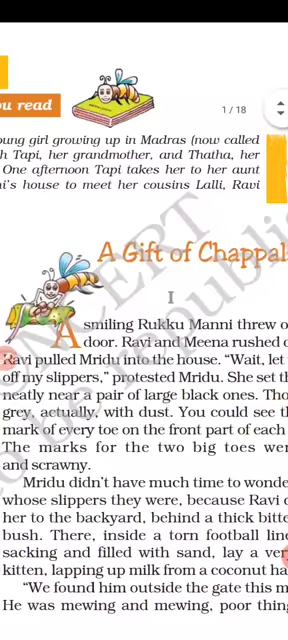 ou read
1 / 18
oung girl growing up in Madras (now called
h Tapi, her grandmother, and Thatha, her
One afternoon Tapi takes her to her aunt
ni's house to meet her cousins Lalli, Ravi
A Gift of Chappal
I
A smiling Rukku Manni threw o
door. Ravi and Meena rushed o
Ravi pulled Mridu into the house. “Wait, let
off my slippers,” protested Mridu. She set th
neatly near a pair of large black ones. Tho
grey, actually, with dust. You could see th
mark of every toe on the front part of each
The marks for the two big toes wer
and scrawny.
Mridu didn't have much time to wonde
whose slippers they were, because Ravi d
her to the backyard, behind a thick bitte
bush. There, inside a torn football line
sacking and filled with sand, lay a ver
kitten, lapping up milk from a coconut ha
“We found him outside the gate this m
He was mewing and mewing, poor thing
NCERT
to be republis